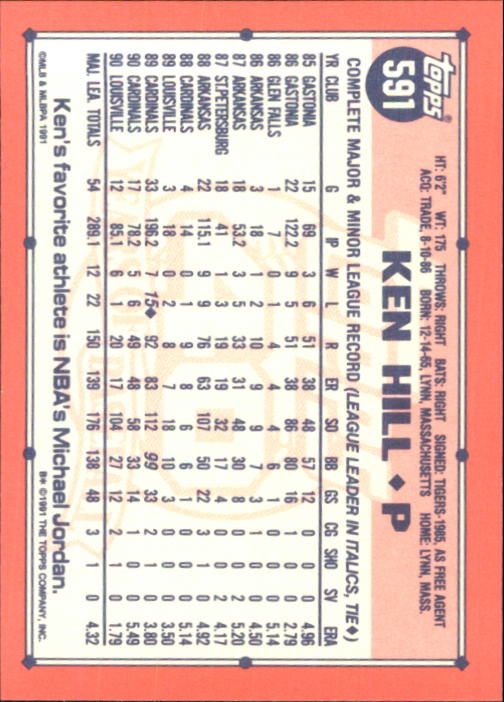 TOPPS®
591
HT: 6'2" WT: 175 THROWS: RIGHT BATS: RIGHT SIGNED: TIGERS-1985, AS FREE AGENT
ACQ: TRADE, 8-10-86 BORN: 12-14-65, LYNN, MASSACHUSETTS HOME: LYNN, MASS.
KEN HILL ♦ P
COMPLETE MAJOR & MINOR LEAGUE RECORD (LEAGUE LEADER IN ITALICS, TIE♦)
YR CLUB G IP W L R ER SO BB GS CG SHO SV ERA
85 GASTONIA 15 69 3 6 51 38 48 57 12 0 0 0 4.96
86 GASTONIA 22 122.2 9 5 51 38 86 80 16 1 0 0 2.79
86 GLEN FALLS 1 7 0 1 4 4 4 6 1 0 0 0 5.14
86 ARKANSAS 3 18 1 2 10 9 9 7 3 1 0 0 4.50
87 ARKANSAS 18 53.2 3 5 33 31 48 30 8 0 0 2 5.20
87 ST.PETERSBURG 18 41 1 3 19 19 32 17 4 0 0 2 4.17
88 ARKANSAS 22 115.1 9 9 76 63 107 50 22 3 1 0 4.92
88 CARDINALS 4 14 0 1 9 8 6 6 1 0 0 0 5.14
89 LOUISVILLE 3 18 0 2 8 7 18 10 3 0 0 0 3.50
89 CARDINALS 33 196.2 7 15♦ 92 83 112 99 33 2 1 0 3.80
90 CARDINALS 17 78.2 5 6 49 48 58 33 14 1 0 0 5.49
90 LOUISVILLE 12 85.1 6 1 20 17 104 27 12 2 1 0 1.79
MAJ. LEA. TOTALS 54 289.1 12 22 150 139 176 138 48 3 1 0 4.32
Ken's favorite athlete is NBA's Michael Jordan.
©MLB & MLBPA 1991 B* ©1991 THE TOPPS COMPANY, INC.